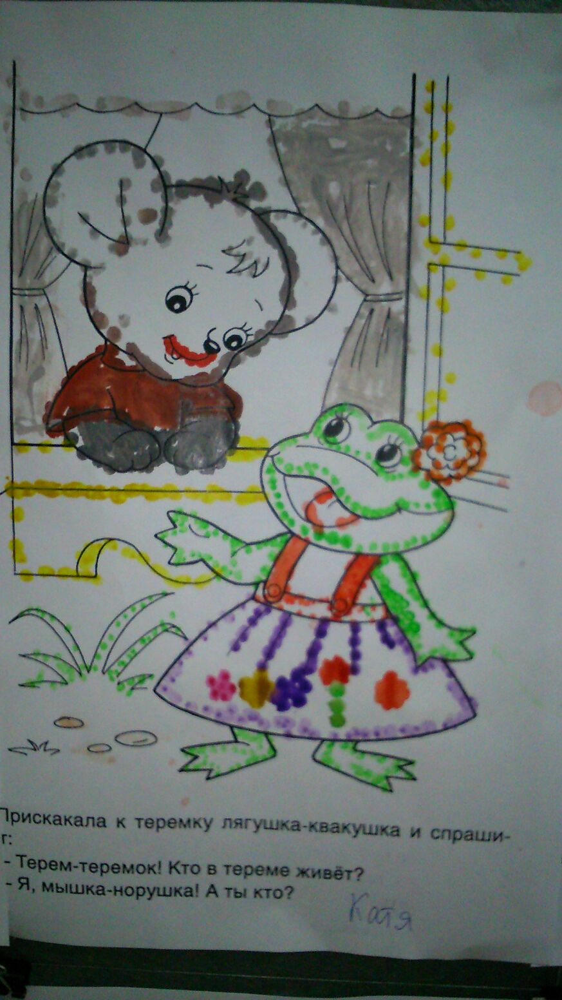 Прискакала к теремку лягушка-квакушка и спраши-
г:
- Терем-теремок! Кто в тереме живёт?
- Я, мышка-норушка! А ты кто?
Катя